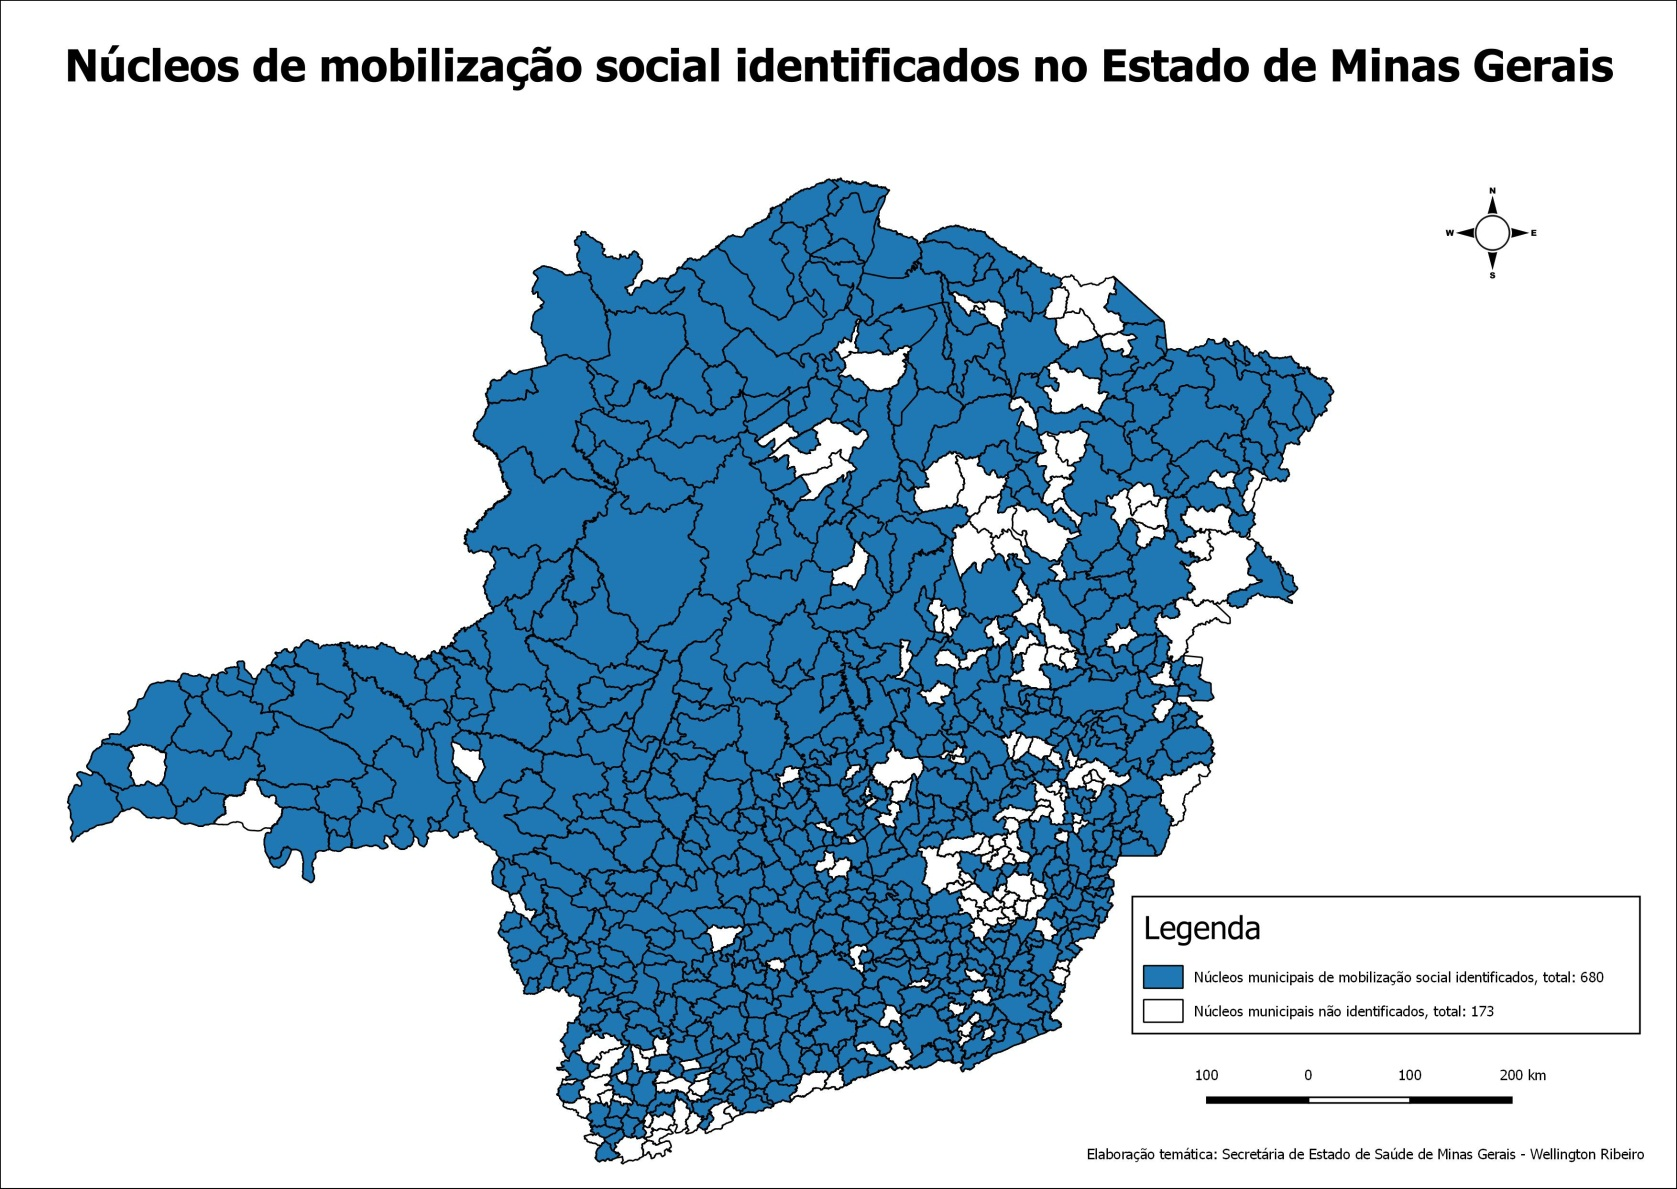 Núcleos de mobilização social identificados no Estado de Minas Gerais
N
W E
S
Legenda
Núcleos municipais de mobilização social identificados, total: 680
Núcleos municipais não identificados, total: 173
100 0 100 200 km
Elaboração temática: Secretária de Estado de Saúde de Minas Gerais - Wellington Ribeiro